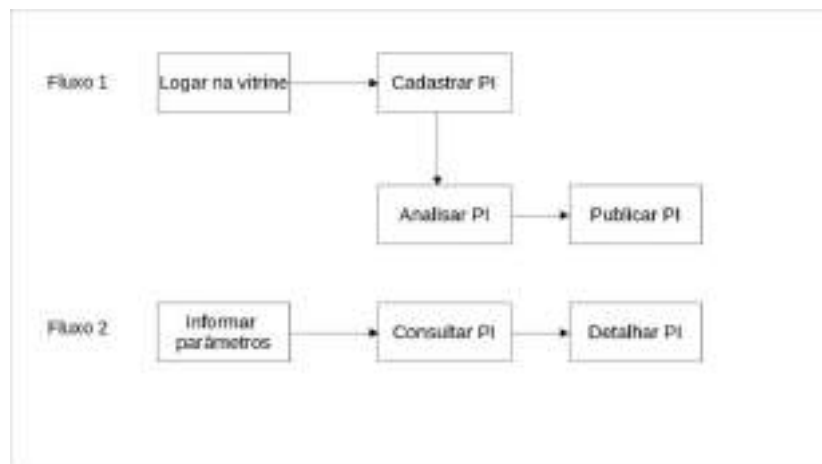 Fluxo 1
Logar na vitrine
Cadastrar PI
Analisar PI
Publicar PI
Fluxo 2
Informar
parâmetros
Consultar PI
Detalhar PI